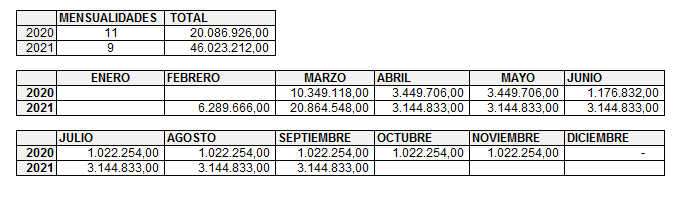 MENSUALIDADES TOTAL
2020 11 20.086.926,00
2021 9 46.023.212,00
ENERO FEBRERO MARZO ABRIL MAYO JUNIO
2020 10.349.118,00 3.449.706,00 3.449.706,00 1.176.832,00
2021 6.289.666,00 20.864.548,00 3.144.833,00 3.144.833,00 3.144.833,00
JULIO AGOSTO SEPTIEMBRE OCTUBRE NOVIEMBRE DICIEMBRE
2020 1.022.254,00 1.022.254,00 1.022.254,00 1.022.254,00 1.022.254,00 -
2021 3.144.833,00 3.144.833,00 3.144.833,00